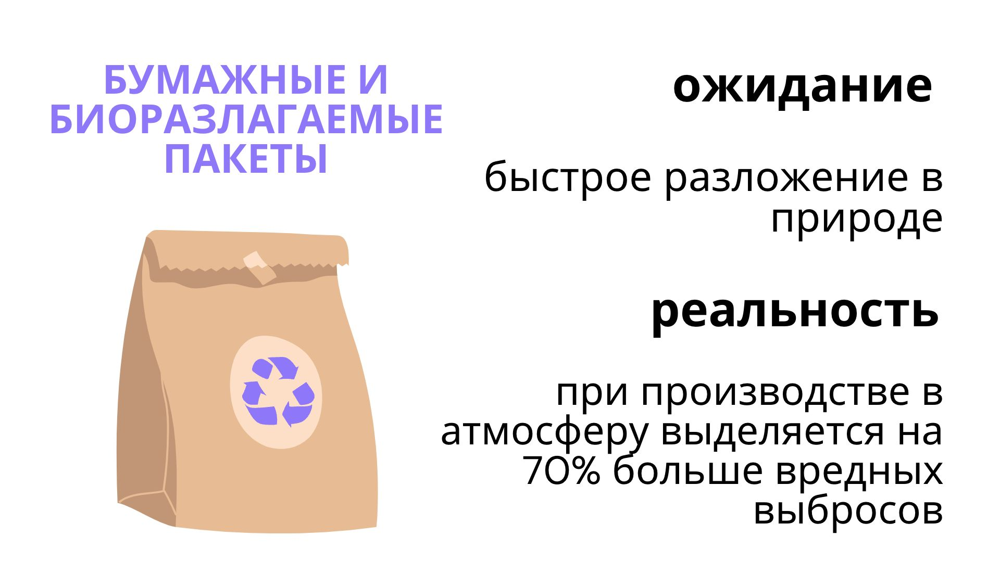 БУМАЖНЫЕ И
БИОРАЗЛАГАЕМЫЕ
ПАКЕТЫ
ожидание
быстрое разложение в
природе
реальность
при производстве в
атмосферу выделяется на
70% больше вредных
выбросов